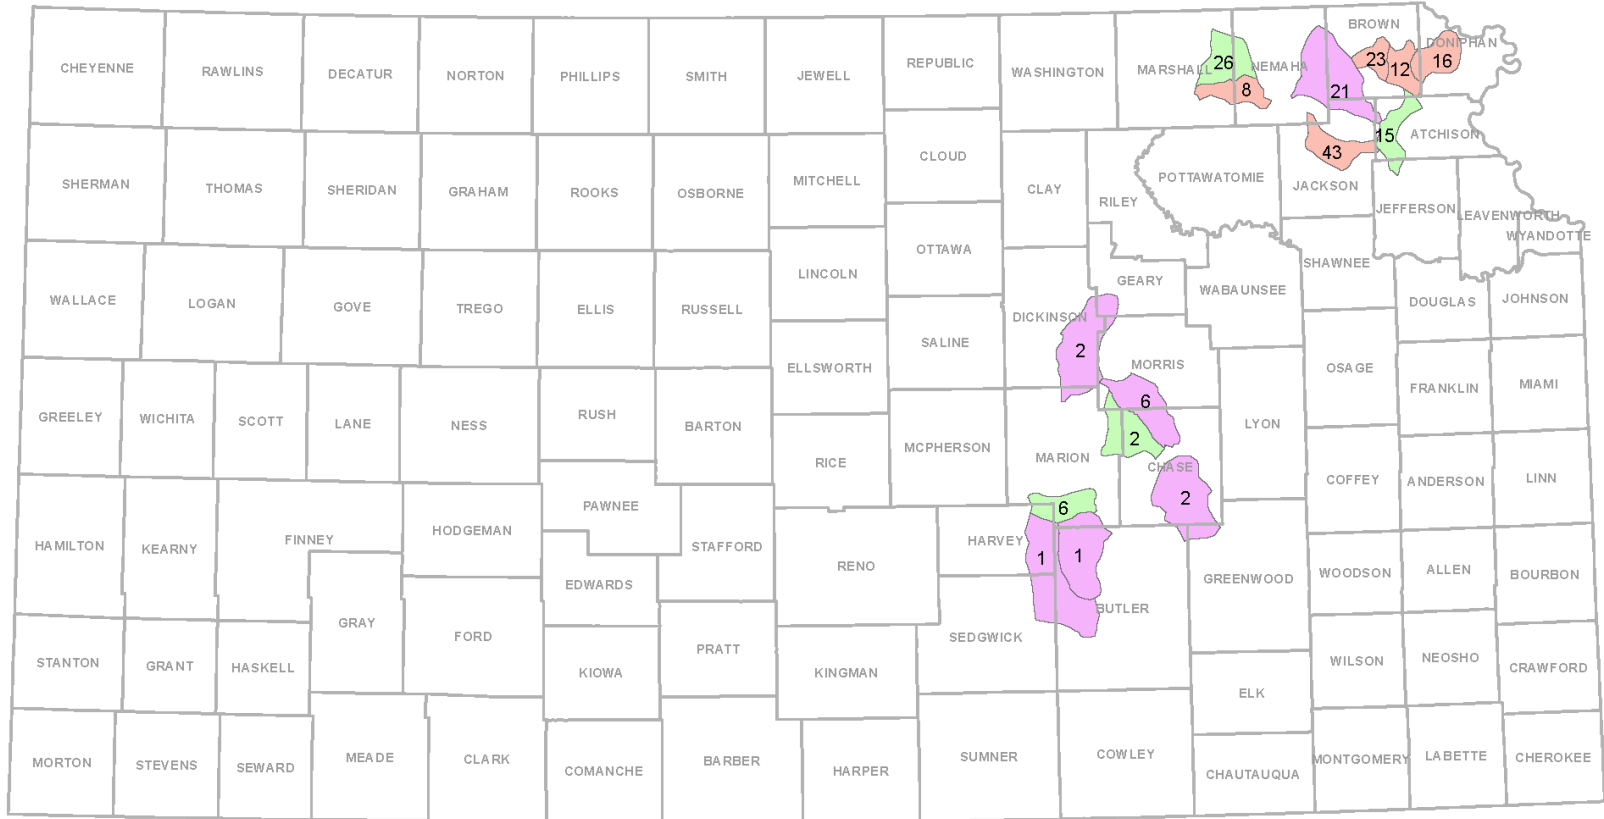 BROWN
DONIPHAN
CHEYENNE
RAWLINS
DECATUR
NORTON
PHILLIPS
SMITH
JEWELL
REPUBLIC
WASHINGTON
MARSHALL
26
NEMAHA
8
21
23
12
16
CLOUD
15
ATCHISON
43
SHERMAN
THOMAS
SHERIDAN
GRAHAM
ROOKS
OSBORNE
MITCHELL
CLAY
RILEY
POTTAWATOMIE
JACKSON
JEFFERSON
LEAVENWORTH
WYANDOTTE
OTTAWA
LINCOLN
GEARY
WABAUNSEE
SHAWNEE
DOUGLAS
JOHNSON
WALLACE
LOGAN
GOVE
TREGO
ELLIS
RUSSELL
DICKINSON
SALINE
2
ELLSWORTH
MORRIS
OSAGE
FRANKLIN
MIAMI
6
GREELEY
WICHITA
SCOTT
LANE
NESS
RUSH
BARTON
LYON
2
MCPHERSON
RICE
MARION
CHASE
COFFEY
ANDERSON
LINN
2
PAWNEE
6
HODGEMAN
FINNEY
HAMILTON
KEARNY
STAFFORD
HARVEY
1
1
RENO
EDWARDS
GREENWOOD
WOODSON
ALLEN
BOURBON
BUTLER
GRAY
FORD
SEDGWICK
PRATT
STANTON
GRANT
HASKELL
KIOWA
KINGMAN
WILSON
NEOSHO
CRAWFORD
ELK
MORTON
STEVENS
SEWARD
MEADE
CLARK
COMANCHE
BARBER
HARPER
SUMNER
COWLEY
CHAUTAUQUA
MONTGOMERY
LABETTE
CHEROKEE